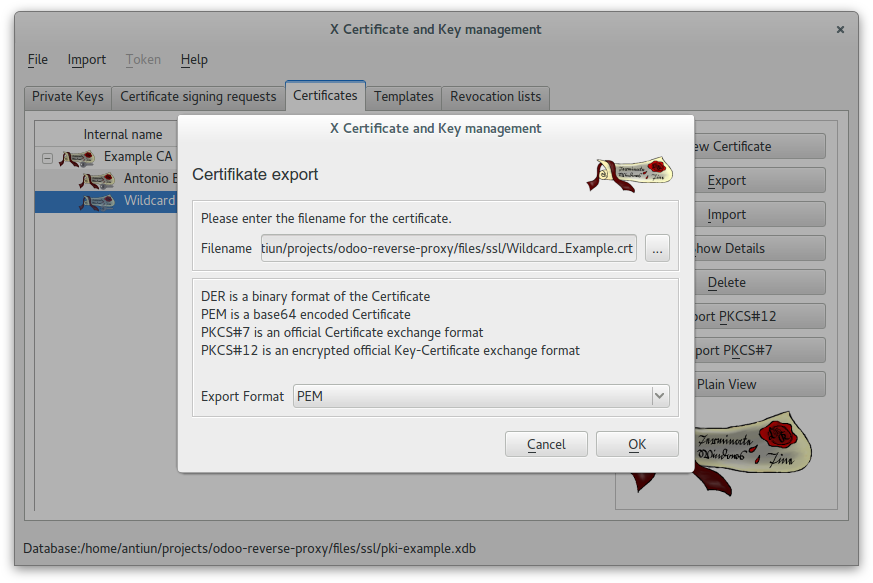 X Certificate and Key management
File Import Token Help
Private Keys Certificate signing requests Certificates Templates Revocation lists
Internal name
Example CA
Antonio E
Wildcard
ew Certificate
Export
Import
how Details
Delete
port PKCS#12
port PKCS#7
Plain View
X Certificate and Key management
Certifikate export
Please enter the filename for the certificate.
Filename tiun/projects/odoo-reverse-proxy/files/ssl/Wildcard_Example.crt ...
DER is a binary format of the Certificate
PEM is a base64 encoded Certificate
PKCS#7 is an official Certificate exchange format
PKCS#12 is an encrypted official Key-Certificate exchange format
Export Format PEM
Cancel OK
Database:/home/antiun/projects/odoo-reverse-proxy/files/ssl/pki-example.xdb